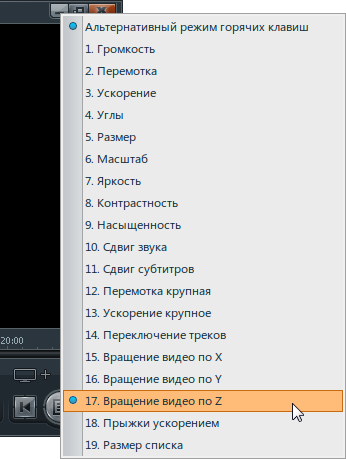 Альтернативный режим горячих клавиш
1. Громкость
2. Перемотка
3. Ускорение
4. Углы
5. Размер
6. Масштаб
7. Яркость
8. Контрастность
9. Насыщенность
10. Сдвиг звука
11. Сдвиг субтитров
12. Перемотка крупная
13. Ускорение крупное
20:00
14. Переключение треков
15. Вращение видео по X
16. Вращение видео по Y
17. Вращение видео по Z
18. Прыжки ускорением
19. Размер списка